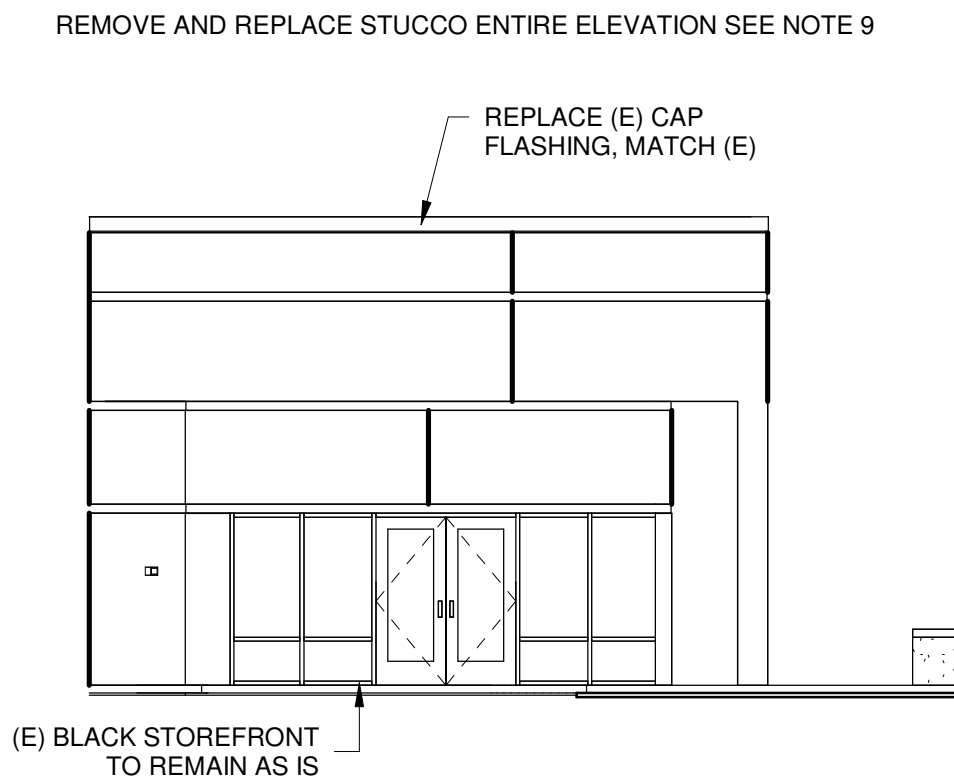 REMOVE AND REPLACE STUCCO ENTIRE ELEVATION SEE NOTE 9
REPLACE (E) CAP
FLASHING, MATCH (E)
(E) BLACK STOREFRONT
TO REMAIN AS IS